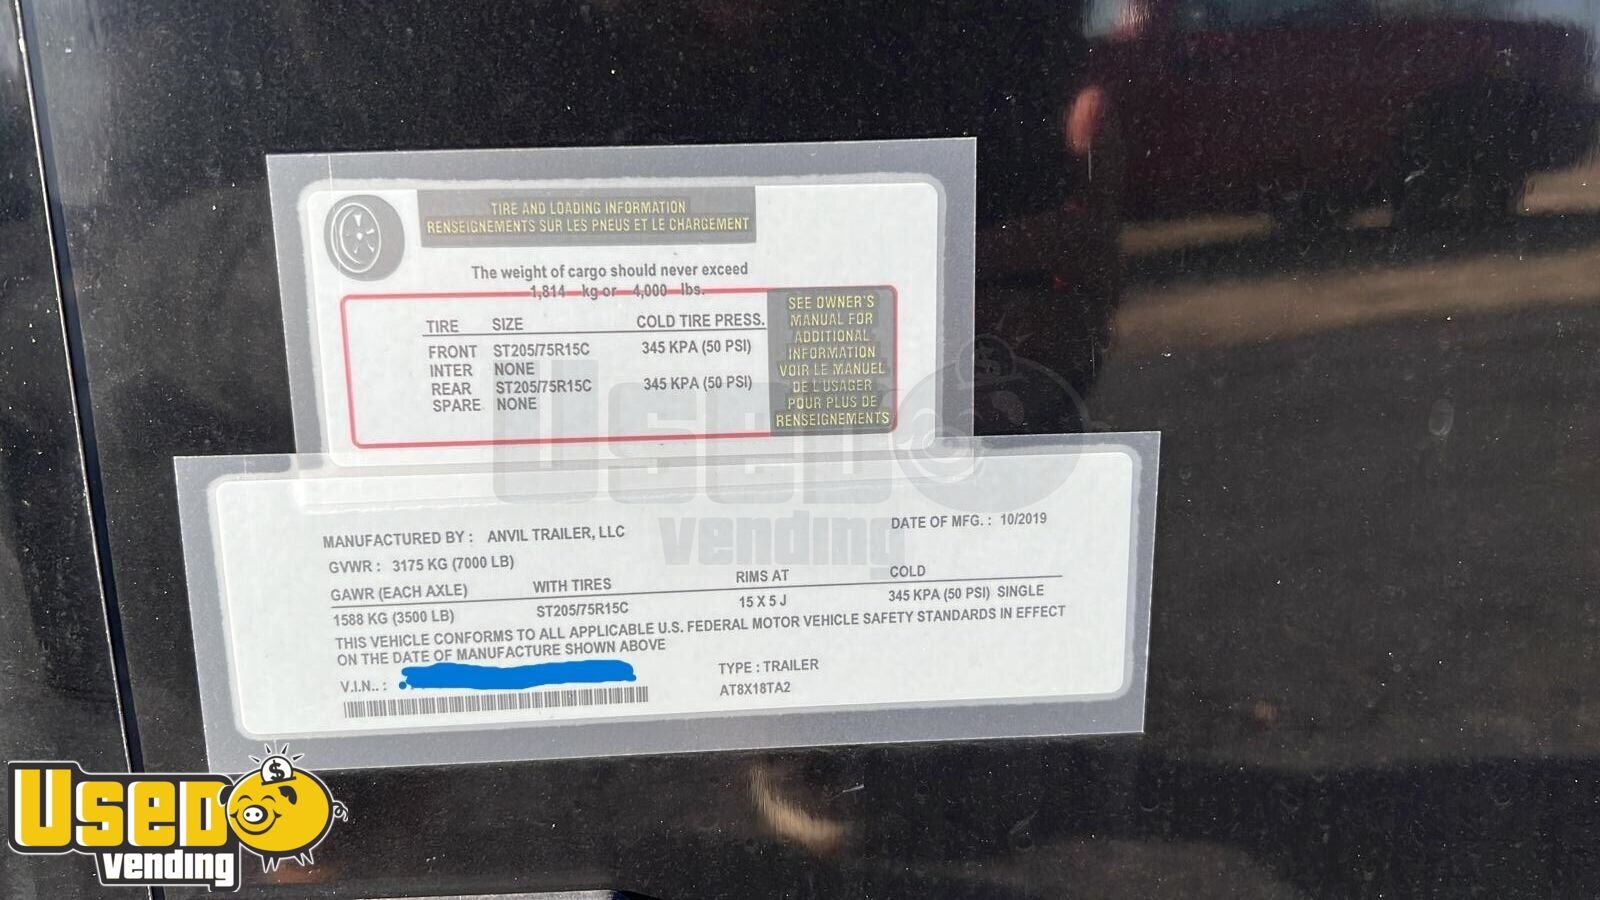 TIRE AND LOADING INFORMATION
RENSEIGNEMENTS SUR LES PNEUS ET LE CHARGEMENT
The weight of cargo should never exceed
1,814 kg or 4,000 lbs.
TIRE SIZE COLD TIRE PRESS.
FRONT ST205/75R15C 345 KPA (50 PSI)
INTER NONE
REAR ST205/75R15C 345 KPA (50 PSI)
SPARE NONE
SEE OWNER'S
MANUAL FOR
ADDITIONAL
INFORMATION
VOIR LE MANUEL
DE L'USAGER
POUR PLUS DE
RENSEIGNEMENTS
USED
vending
MANUFACTURED BY : ANVIL TRAILER, LLC DATE OF MFG. : 10/2019
GVWR : 3175 KG (7000 LB)
GAWR (EACH AXLE) WITH TIRES RIMS AT COLD
1588 KG (3500 LB) ST205/75R15C 15 X 5 J 345 KPA (50 PSI) SINGLE
THIS VEHICLE CONFORMS TO ALL APPLICABLE U.S. FEDERAL MOTOR VEHICLE SAFETY STANDARDS IN EFFECT
ON THE DATE OF MANUFACTURE SHOWN ABOVE
V.I.N.. : TYPE : TRAILER
AT8X18TA2
USED
vending